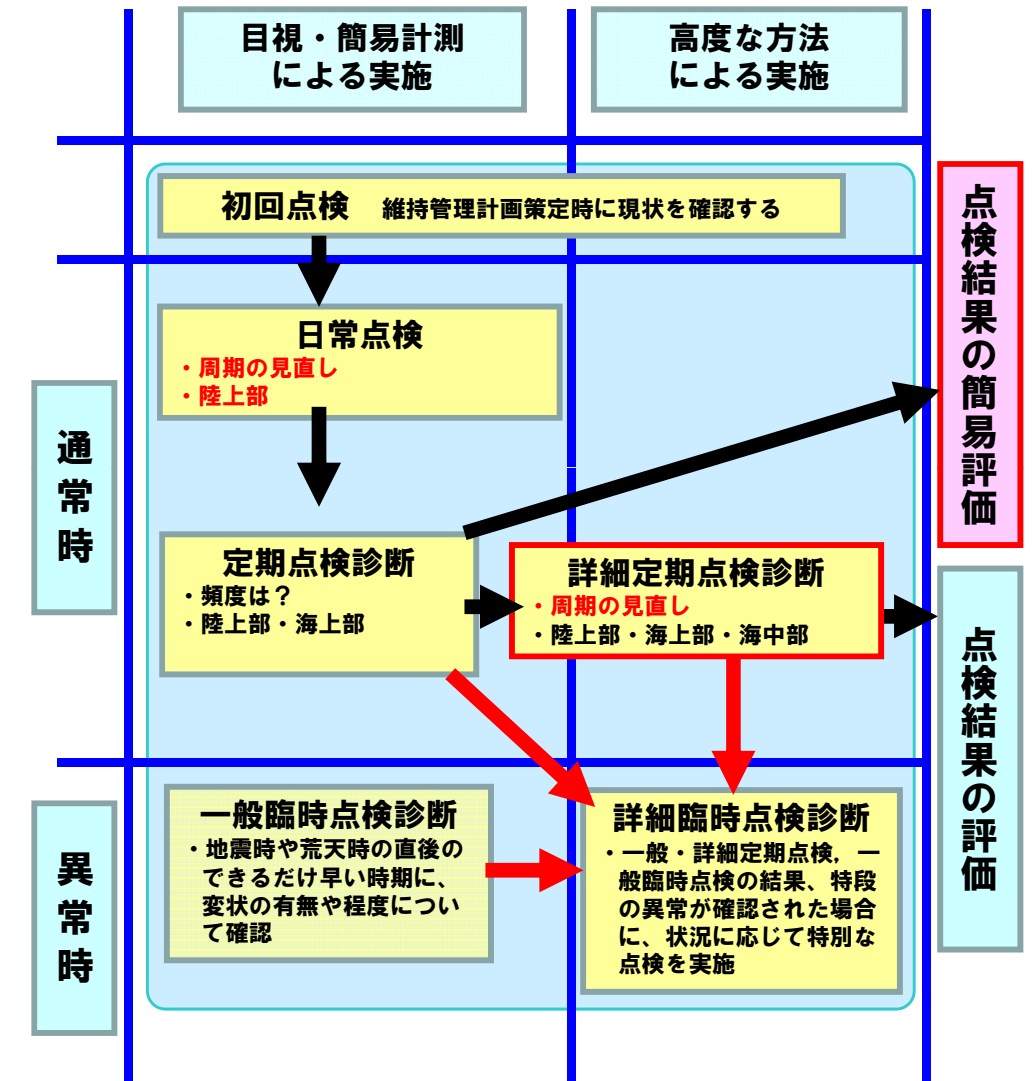 目視・簡易計測
による実施
高度な方法
による実施
初回点検 維持管理計画策定時に現状を確認する
日常点検
・周期の見直し
・陸上部
通常時
定期点検診断
・頻度は？
・陸上部・海上部
詳細定期点検診断
・周期の見直し
・陸上部・海上部・海中部
点検結果の簡易評価
点検結果の評価
異常時
一般臨時点検診断
・地震時や荒天時の直後の
できるだけ早い時期に、
変状の有無や程度につい
て確認
詳細臨時点検診断
・一般・詳細定期点検，一
般臨時点検の結果、特段
の異常が確認された場合
に、状況に応じて特別な
点検を実施